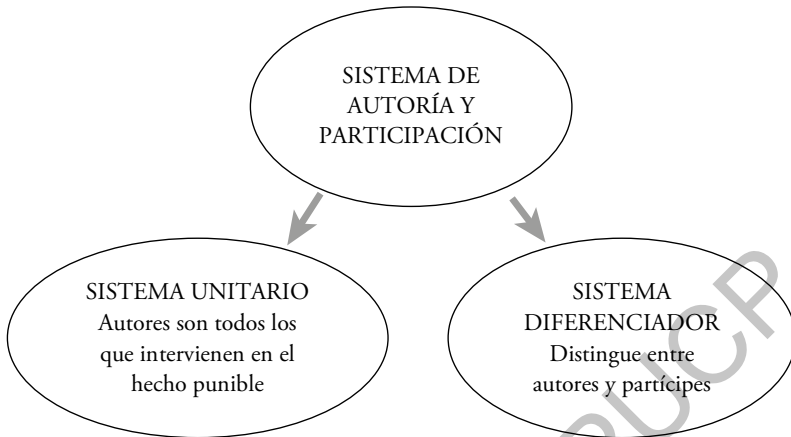 SISTEMA DE
AUTORÍA Y
PARTICIPACIÓN
SISTEMA UNITARIO
Autores son todos los
que intervienen en el
hecho punible
SISTEMA
DIFERENCIADOR
Distingue entre
autores y partícipes
PUCP